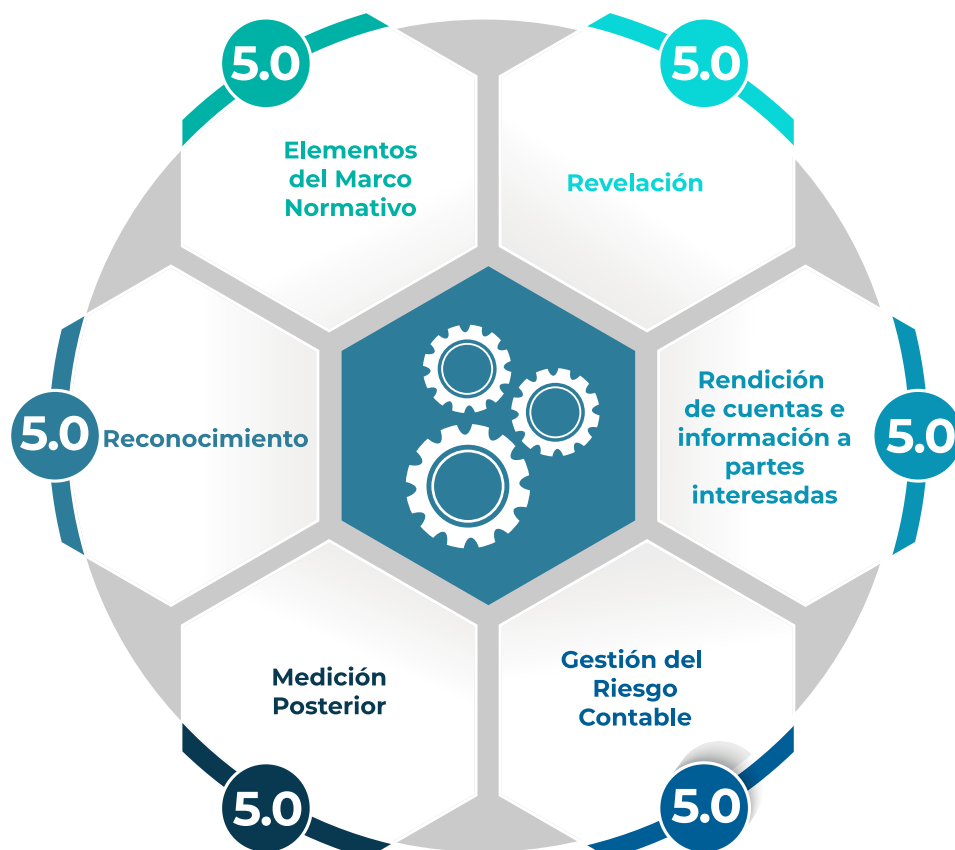 5.0
Elementos
del Marco
Normativo
5.0
Revelación
5.0
Reconocimiento
Rendición
de cuentas e
información a
partes
interesadas
5.0
Medición
Posterior
5.0
Gestión del
Riesgo
Contable
5.0